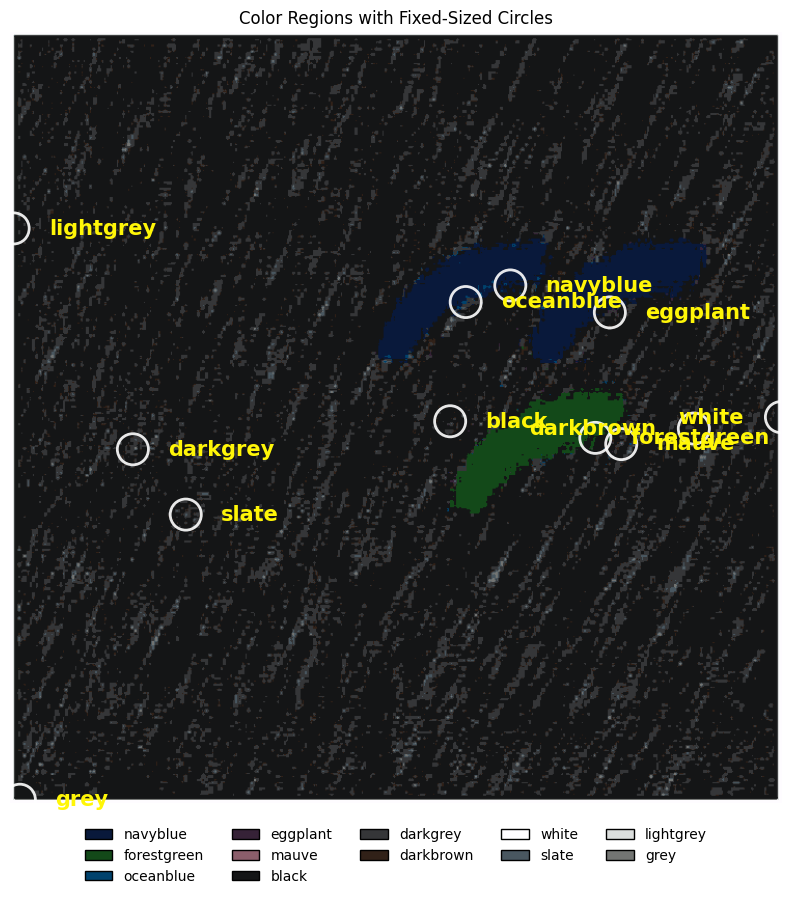 Color Regions with Fixed-Sized Circles
lightgrey
navyblue
oceanblue
eggplant
white
black
darkbrown
forestgreen
mauve
darkgrey
slate
grey
navyblue eggplant darkgrey white lightgrey
forestgreen mauve darkbrown slate grey
oceanblue black